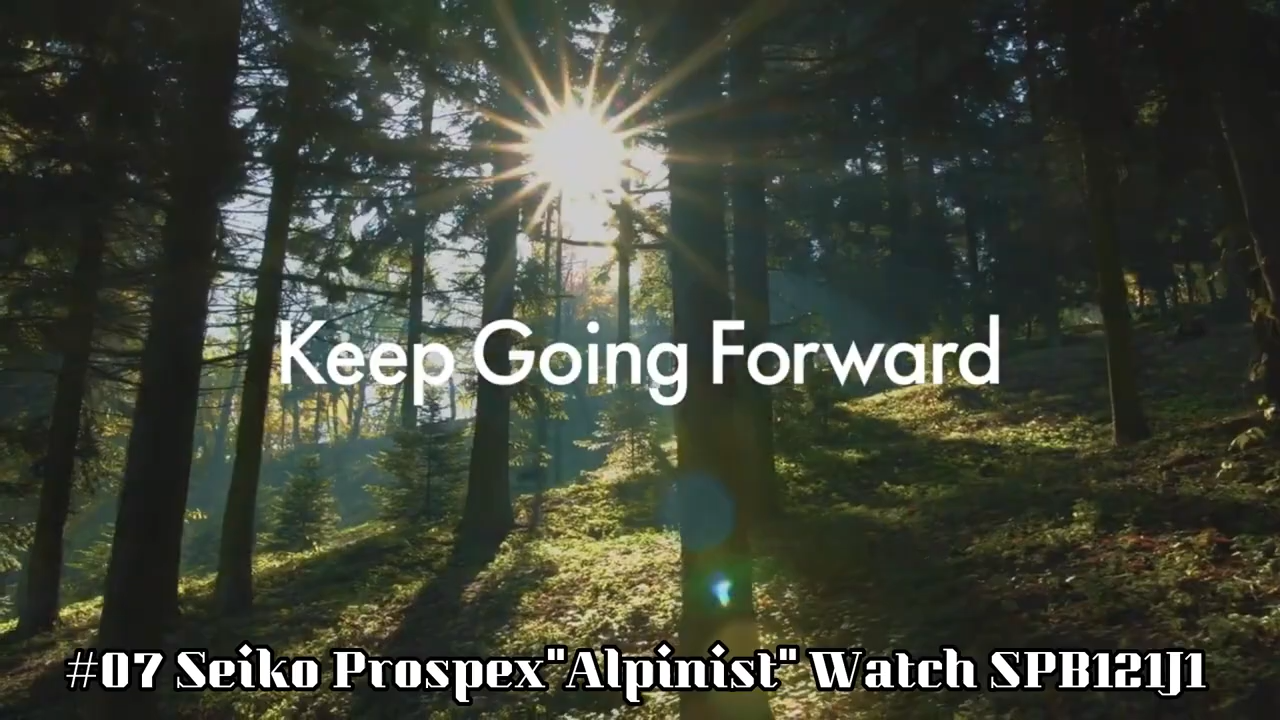 Keep Going Forward
#07 Seiko Prospex"Alpinist" Watch SPB121J1